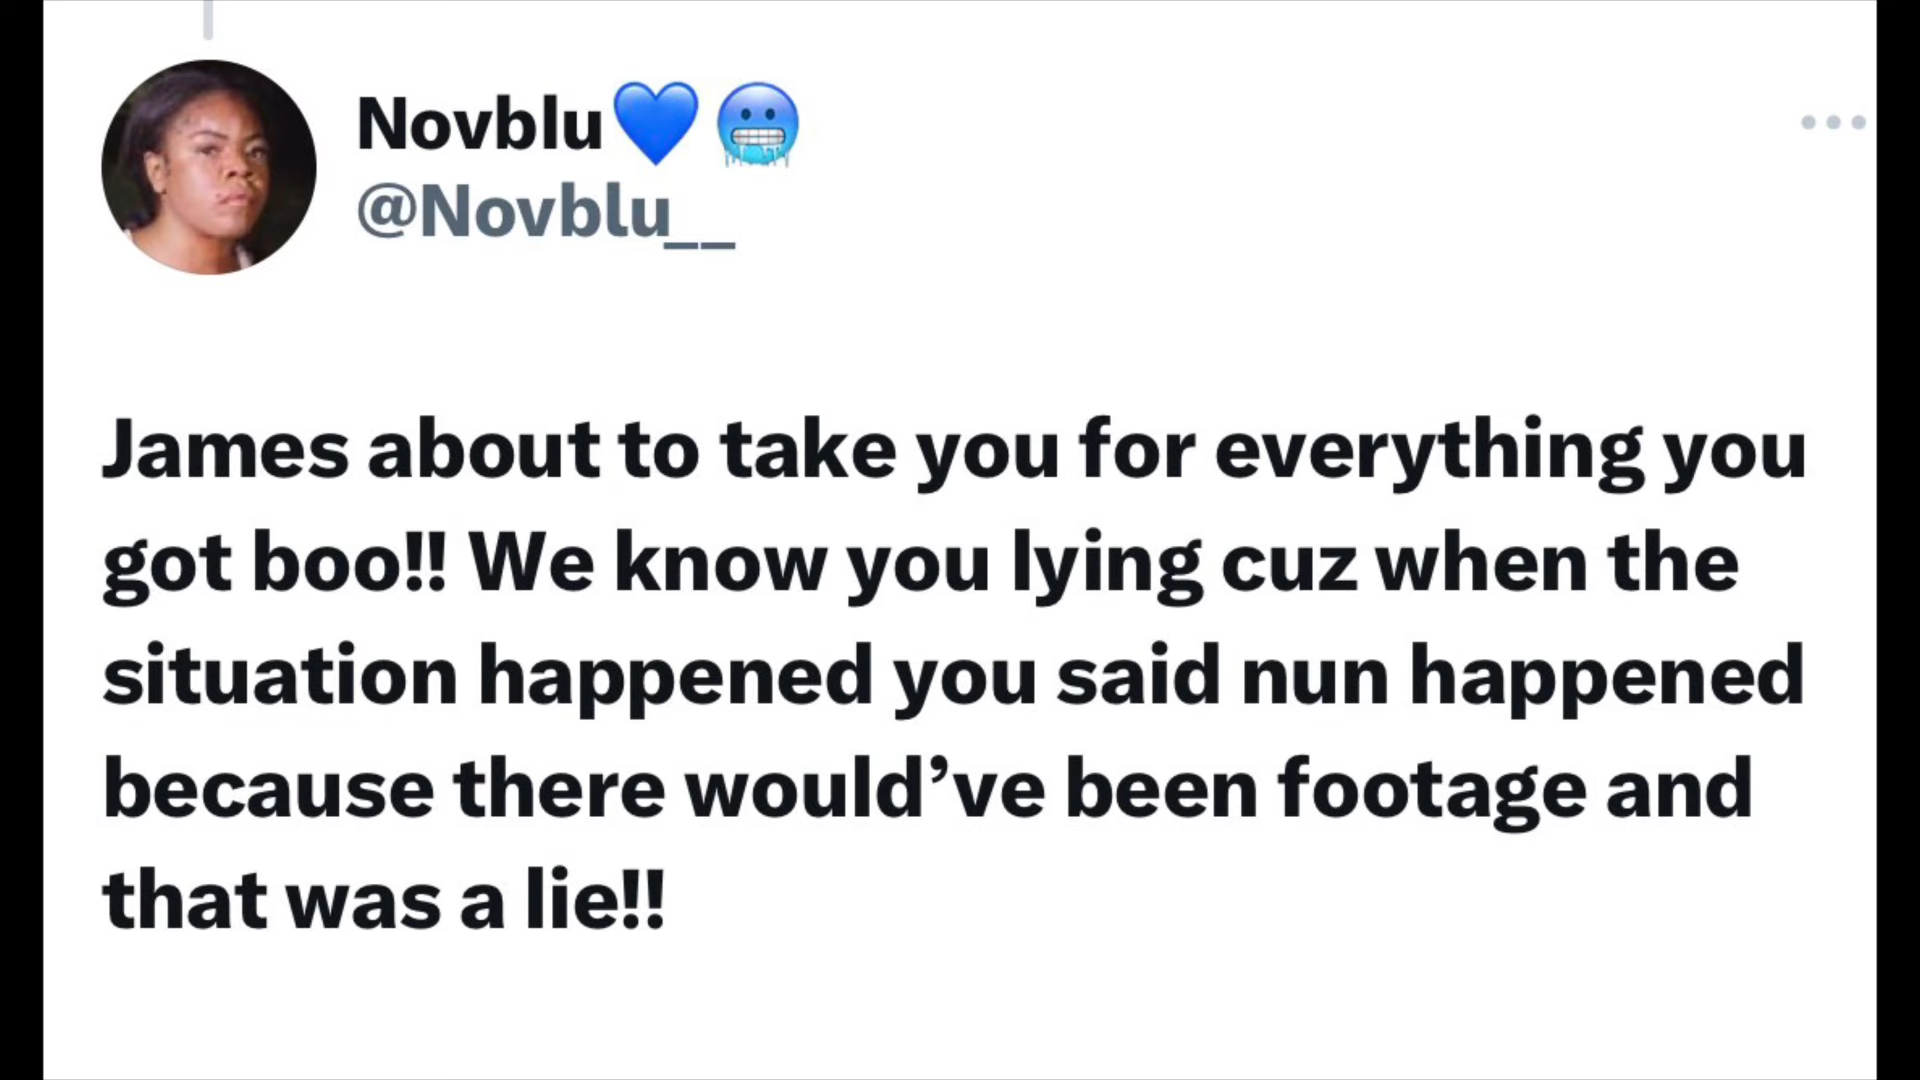 Novblu💙🥶
@Novblu__
James about to take you for everything you
got boo!! We know you lying cuz when the
situation happened you said nun happened
because there would’ve been footage and
that was a lie!!